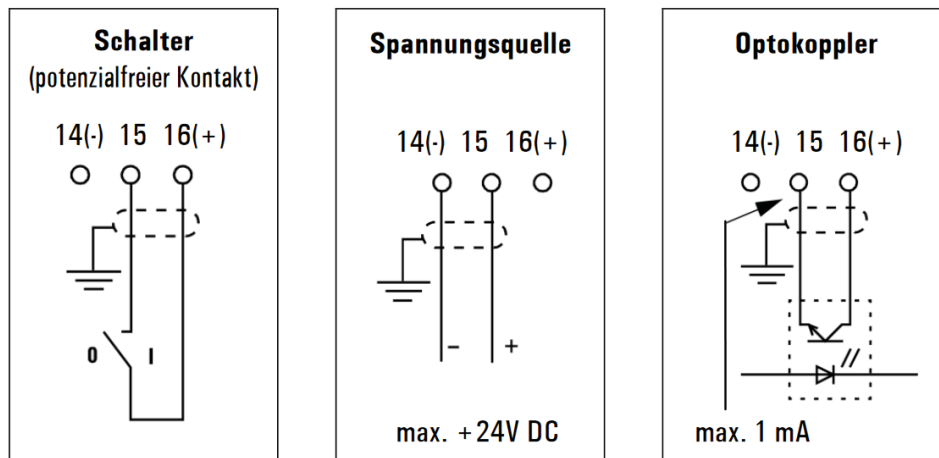 Schalter
(potenzialfreier Kontakt)
14(-) 15 16(+)
0 I
Spannungsquelle
14(-) 15 16(+)
- +
max. +24V DC
Optokoppler
14(-) 15 16(+)
max. 1 mA